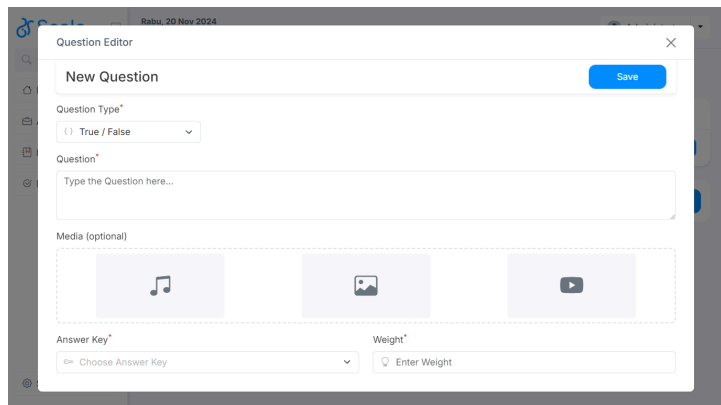 Rabu, 20 Nov 2024
Question Editor
New Question
Save
Question Type*
True / False
Question*
Type the Question here...
Media (optional)
Answer Key*
Weight*
Choose Answer Key
Enter Weight